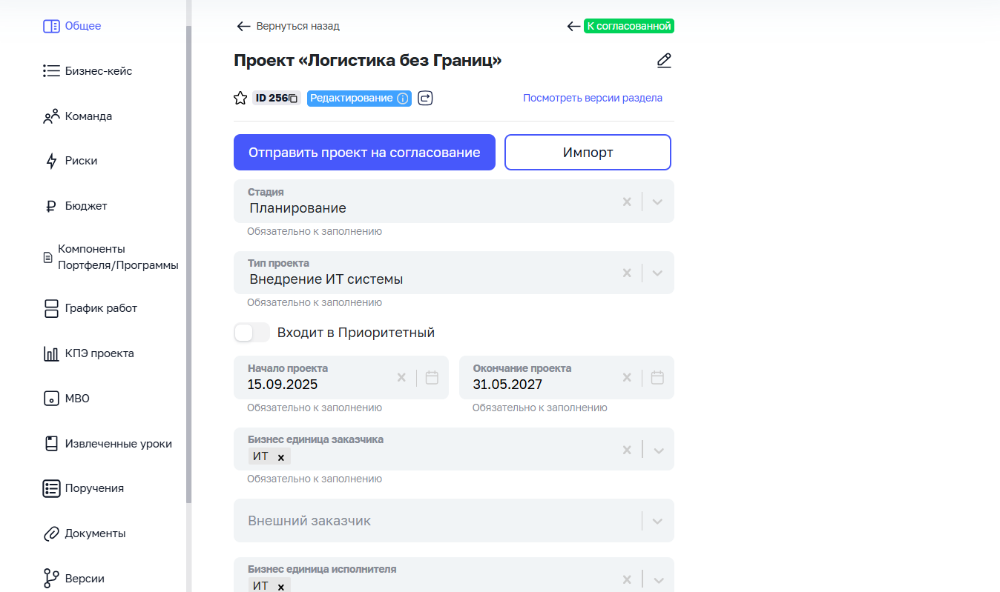 Общее
Бизнес-кейс
Команда
Риски
Бюджет
Компоненты
Портфеля/Программы
График работ
КПЭ проекта
МВО
Извлеченные уроки
Поручения
Документы
Версии
Вернуться назад
К согласованной
Проект «Логистика без Границ»
ID 256
Редактирование
Посмотреть версии раздела
Отправить проект на согласование
Импорт
Стадия
Планирование
Обязательно к заполнению
Тип проекта
Внедрение ИТ системы
Обязательно к заполнению
Входит в Приоритетный
Начало проекта
15.09.2025
Обязательно к заполнению
Окончание проекта
31.05.2027
Обязательно к заполнению
Бизнес единица заказчика
ИТ
Обязательно к заполнению
Внешний заказчик
Бизнес единица исполнителя
ИТ